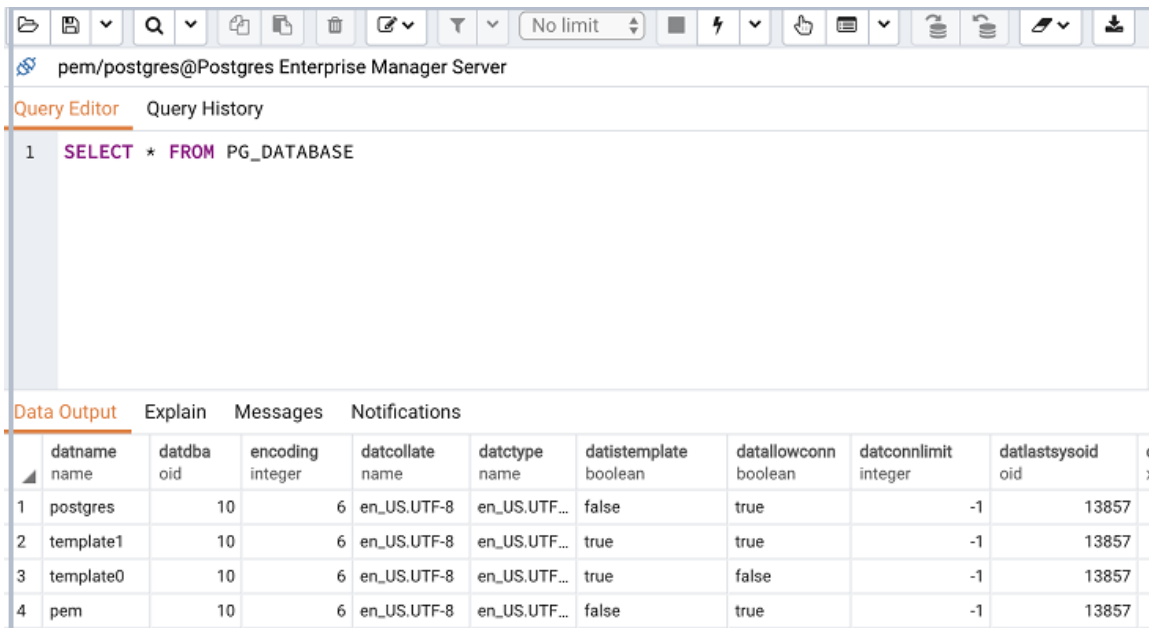 No limit
pem/postgres@Postgres Enterprise Manager Server
Query Editor Query History
1 SELECT * FROM PG_DATABASE
Data Output Explain Messages Notifications
datname datdba encoding datcollate datctype datistemplate datallowconn datconnlimit datlastsysoid
name oid integer name name boolean boolean integer oid
1 postgres 10 6 en_US.UTF-8 en_US.UTF... false true -1 13857
2 template1 10 6 en_US.UTF-8 en_US.UTF... true true -1 13857
3 template0 10 6 en_US.UTF-8 en_US.UTF... true false -1 13857
4 pem 10 6 en_US.UTF-8 en_US.UTF... false true -1 13857